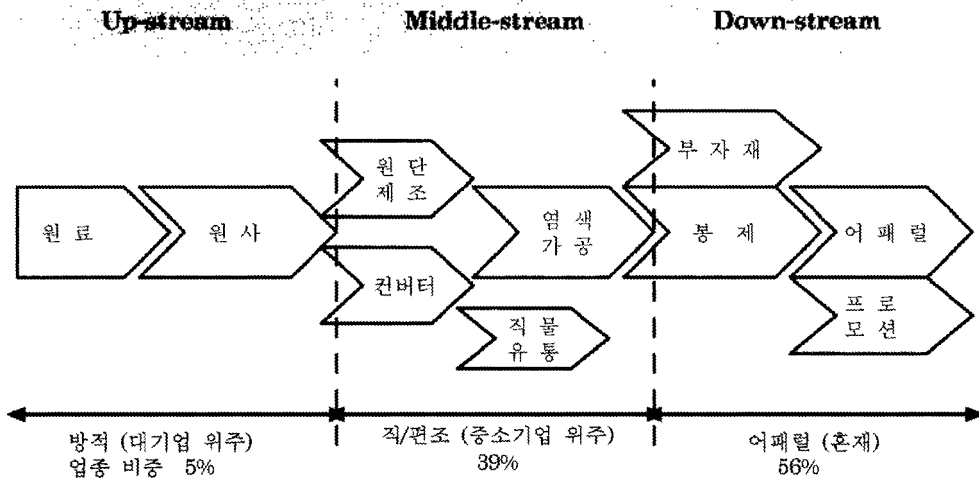 Up-stream
Middle-stream
Down-stream
원 료
원 사
원 단
제 조
컨버터
염 색
가 공
직 물
유 통
부 자 재
봉 제
어 패 럴
프 로
모 션
방적 (대기업 위주)
업종 비중 5%
직/편조 (중소기업 위주)
39%
어패럴 (혼재)
56%